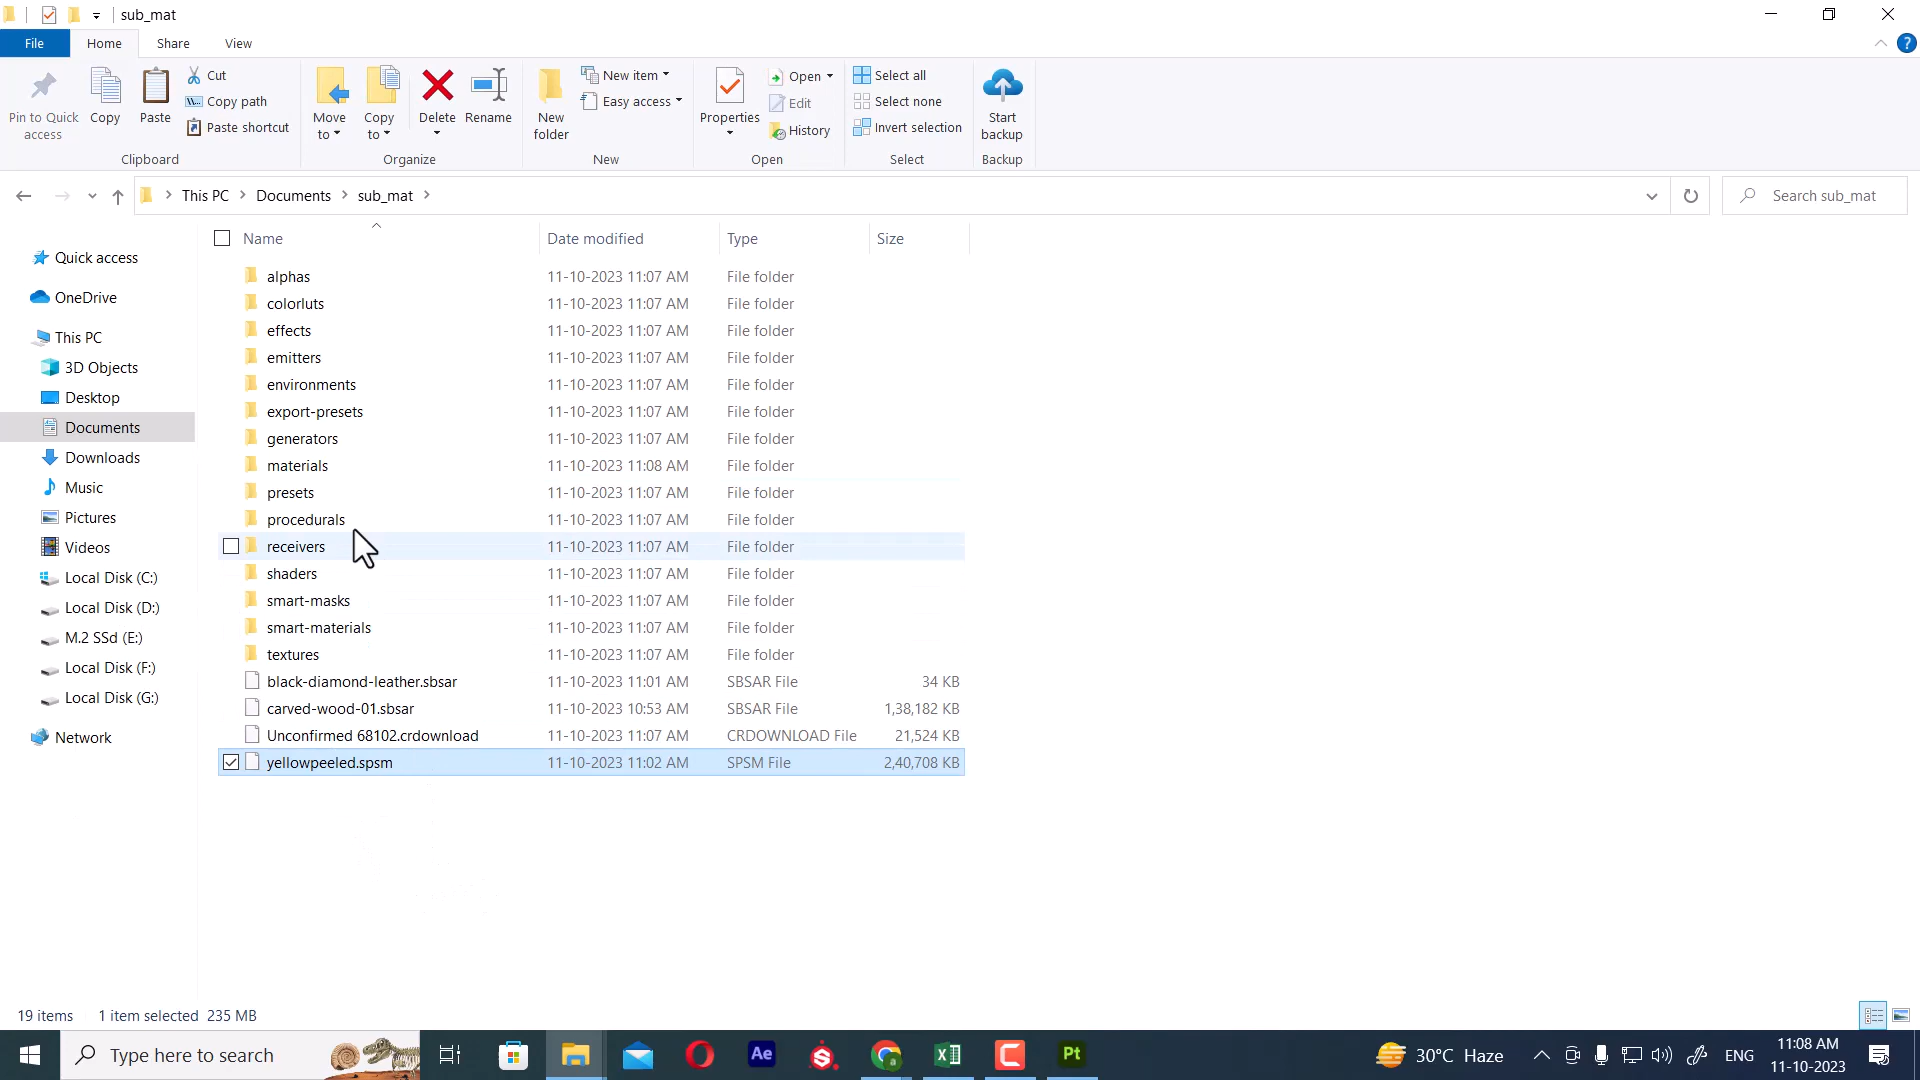 sub_mat
File Home Share View
Pin to Quick access
Copy
Paste
Cut
Copy path
Paste shortcut
Clipboard
Move to
Copy to
Delete
Rename
Organize
New folder
New item
Easy access
New
Properties
Open
Edit
History
Open
Select all
Select none
Invert selection
Select
Start backup
Backup
This PC Documents sub_mat
Search sub_mat
Quick access
OneDrive
This PC
3D Objects
Desktop
Documents
Downloads
Music
Pictures
Videos
Local Disk (C:)
Local Disk (D:)
M.2 SSd (E:)
Local Disk (F:)
Local Disk (G:)
Network
Name Date modified Type Size
alphas 11-10-2023 11:07 AM File folder
colorluts 11-10-2023 11:07 AM File folder
effects 11-10-2023 11:07 AM File folder
emitters 11-10-2023 11:07 AM File folder
environments 11-10-2023 11:07 AM File folder
export-presets 11-10-2023 11:07 AM File folder
generators 11-10-2023 11:07 AM File folder
materials 11-10-2023 11:08 AM File folder
presets 11-10-2023 11:07 AM File folder
procedurals 11-10-2023 11:07 AM File folder
receivers 11-10-2023 11:07 AM File folder
shaders 11-10-2023 11:07 AM File folder
smart-masks 11-10-2023 11:07 AM File folder
smart-materials 11-10-2023 11:07 AM File folder
textures 11-10-2023 11:07 AM File folder
black-diamond-leather.sbsar 11-10-2023 11:01 AM SBSAR File 34 KB
carved-wood-01.sbsar 11-10-2023 10:53 AM SBSAR File 1,38,182 KB
Unconfirmed 68102.crdownload 11-10-2023 11:07 AM CRDOWNLOAD File 21,524 KB
yellowpeeled.spsm 11-10-2023 11:02 AM SPSM File 2,40,708 KB
19 items 1 item selected 235 MB
Type here to search
Ae
Pt
30°C Haze
ENG
11:08 AM
11-10-2023